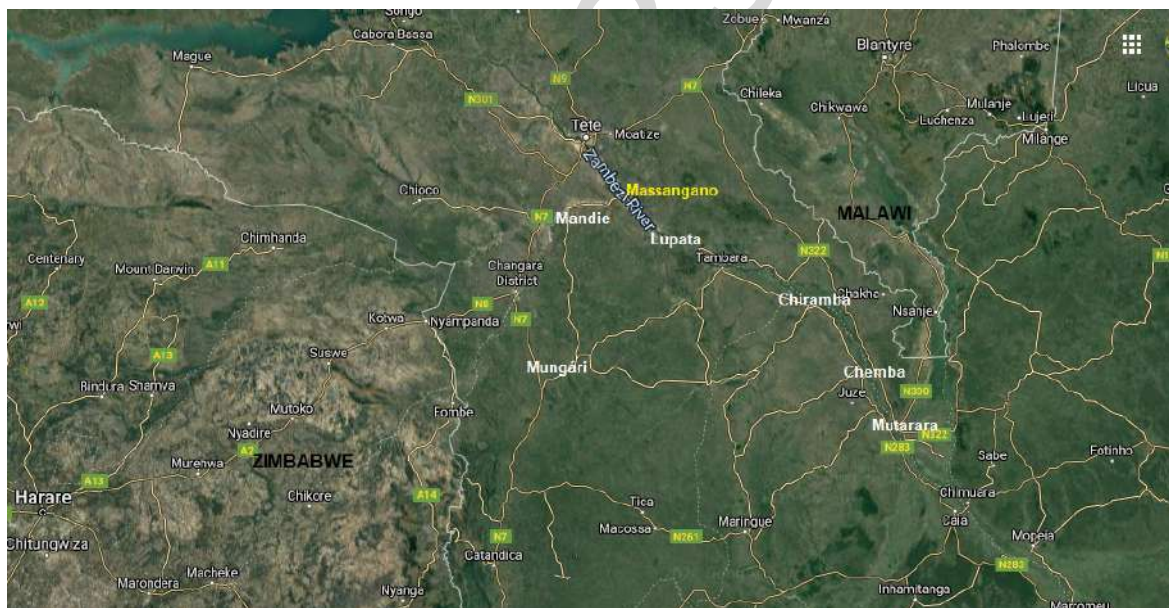 Songo
Zobue
Mwanza
Cabora Bassa
Mague
Blantyre
Phalombe
N9
N7
Licua
N301
Chileka
Chikwawa
Mulanje
Luchenza
Lujeri
Milange
Tete
Moatize
Zambezi River
Massangano
Chioco
N7
Mandie
MALAWI
Lupata
Chimhanda
Centenary
Mount Darwin
A11
N322
Tambara
Changara
District
A12
N8
Chiramba
Chakha
Nsanje
Kotwa
Nyampanda
N7
A13
Suswe
Mungári
Chemba
Bindura
Shamva
Juze
N300
Mutoko
Fombe
Nyadire
Mutarara
N322
A2
ZIMBABWE
N283
Murehwa
Sabe
Fotinho
A13
Harare
Chikore
A14
Tica
Chimuara
Macossa
Maringue
Caia
N261
Chitungwiza
N7
Mopeia
Catandica
N283
Macheke
Marondera
Nyanga
Inhamitanga
Marromeu